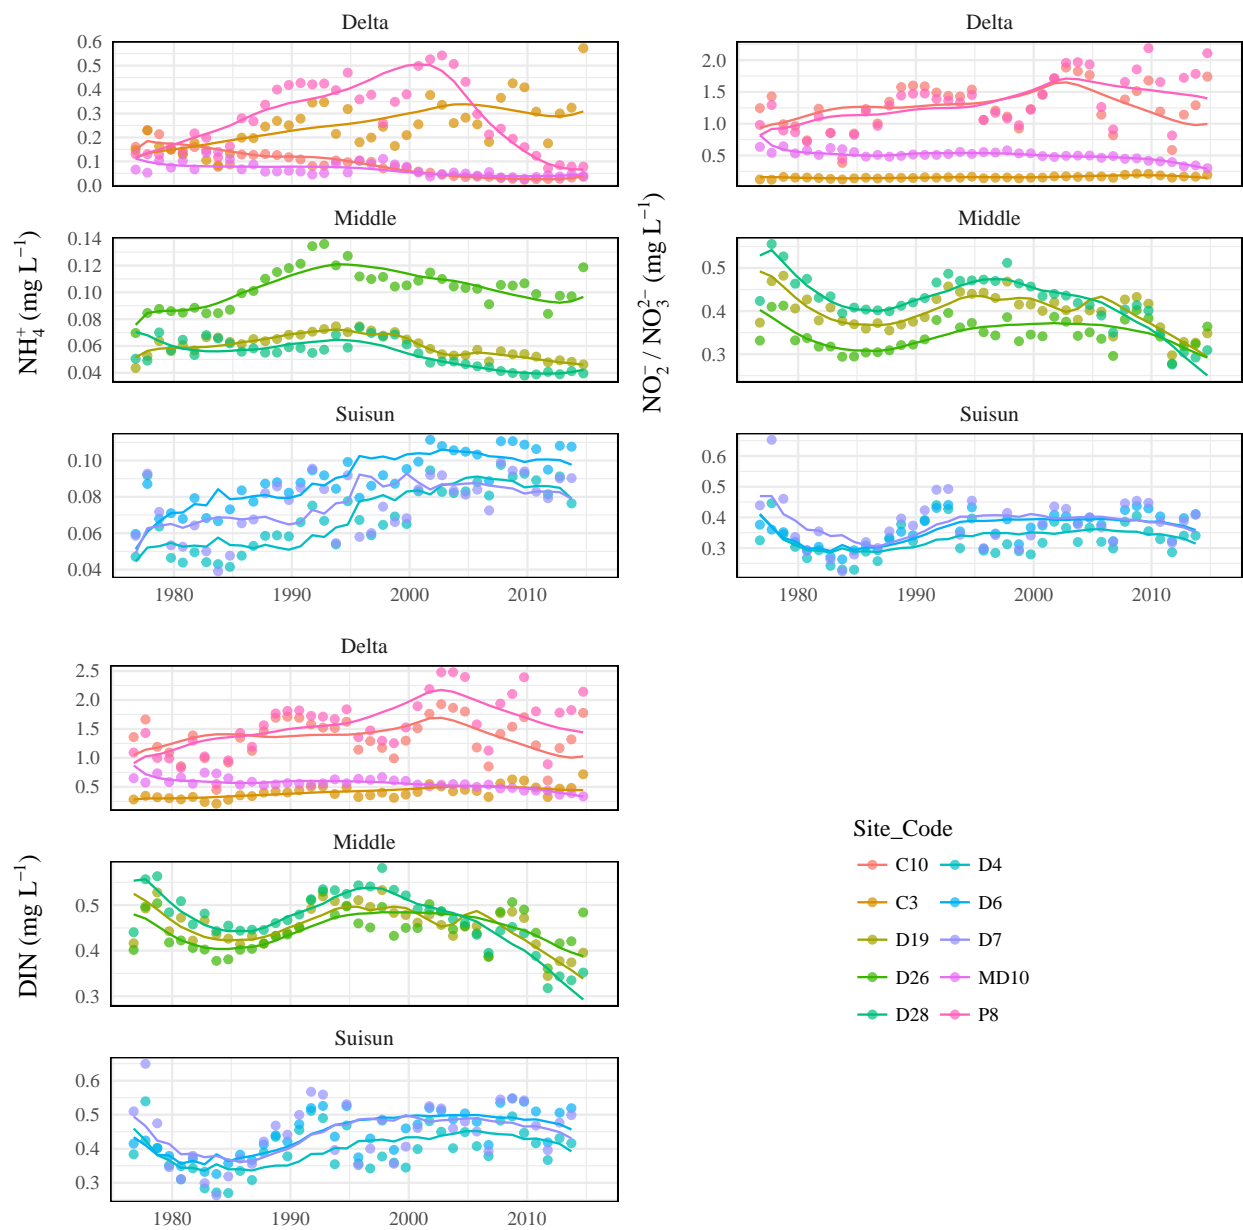 Delta
0.6
0.5
0.4
0.3
0.2
0.1
0.0
Middle
0.14
0.12
0.10
0.08
0.06
0.04
NH₄⁺ (mg L⁻¹)
Suisun
0.10
0.08
0.06
0.04
1980 1990 2000 2010
Delta
2.0
1.5
1.0
0.5
Middle
0.5
0.4
0.3
NO₂⁻ / NO₃²⁻ (mg L⁻¹)
Suisun
0.6
0.5
0.4
0.3
1980 1990 2000 2010
Delta
2.5
2.0
1.5
1.0
0.5
Middle
0.5
0.4
0.3
DIN (mg L⁻¹)
Suisun
0.6
0.5
0.4
0.3
1980 1990 2000 2010
Site_Code
C10 D4
C3 D6
D19 D7
D26 MD10
D28 P8